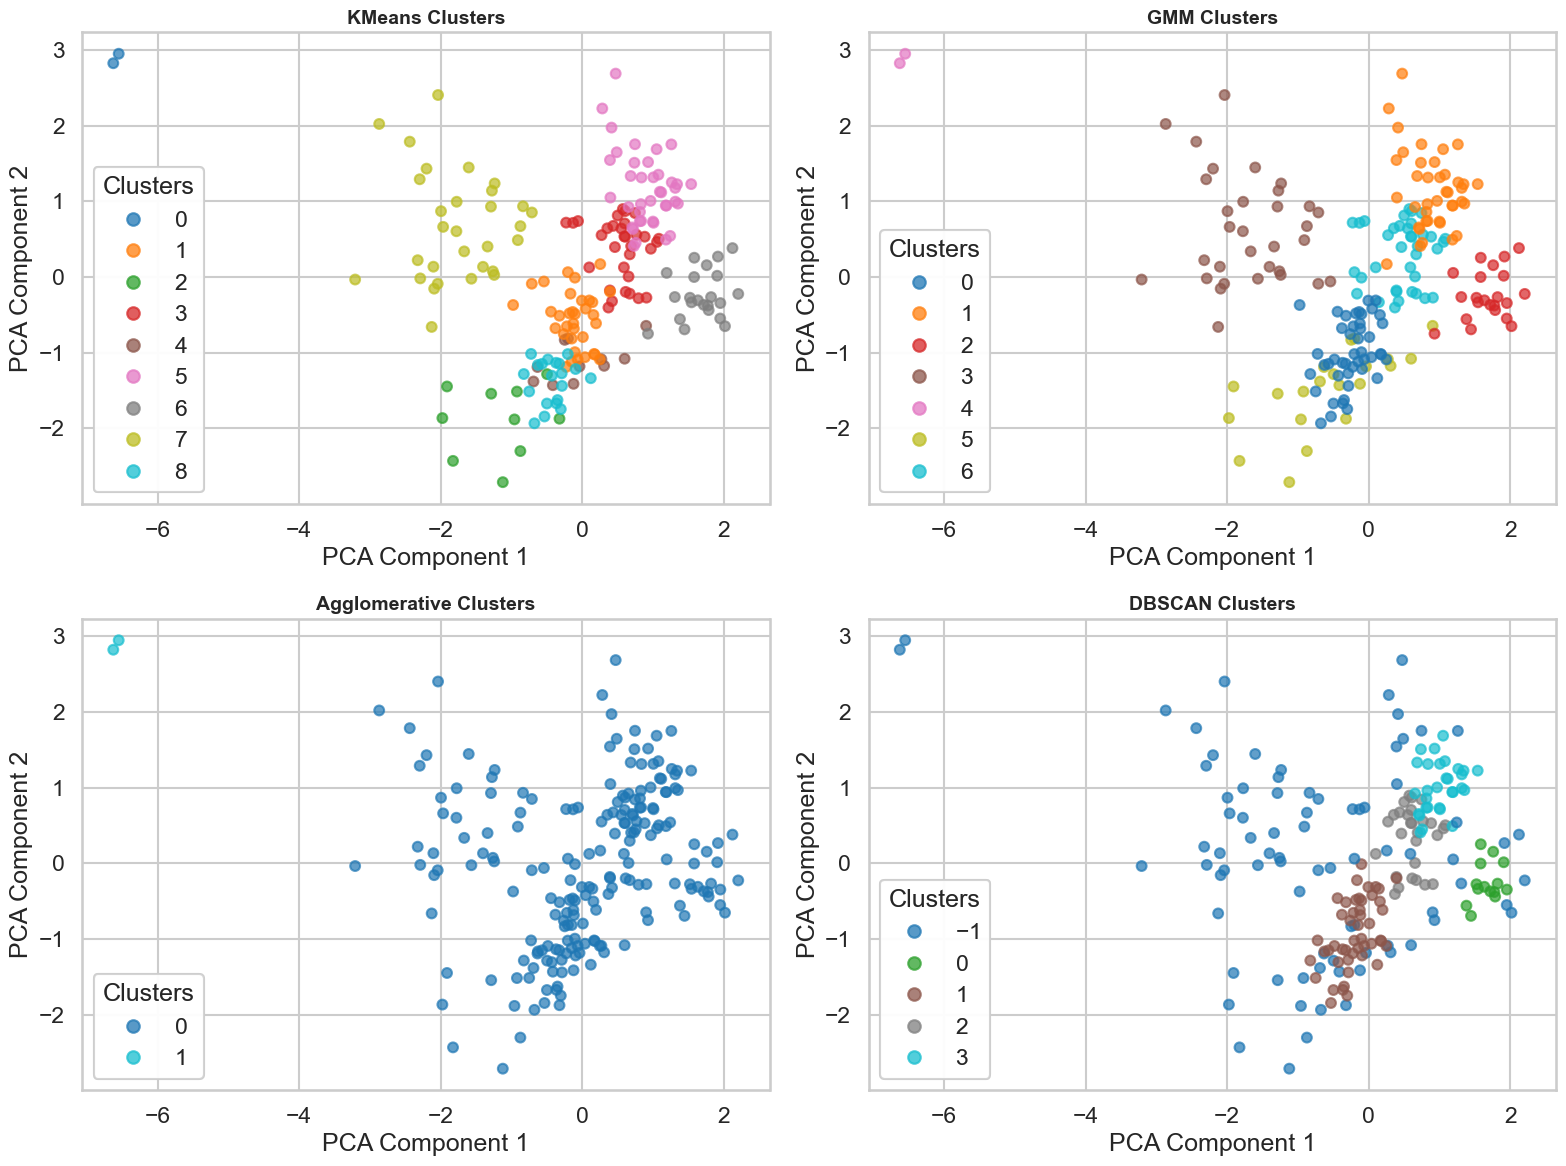 KMeans Clusters
3
2
1
0
−1
−2
PCA Component 2
Clusters
0
1
2
3
4
5
6
7
8
−6 −4 −2 0 2
PCA Component 1
GMM Clusters
3
2
1
0
−1
−2
PCA Component 2
Clusters
0
1
2
3
4
5
6
−6 −4 −2 0 2
PCA Component 1
Agglomerative Clusters
3
2
1
0
−1
−2
PCA Component 2
Clusters
0
1
−6 −4 −2 0 2
PCA Component 1
DBSCAN Clusters
3
2
1
0
−1
−2
PCA Component 2
Clusters
−1
0
1
2
3
−6 −4 −2 0 2
PCA Component 1